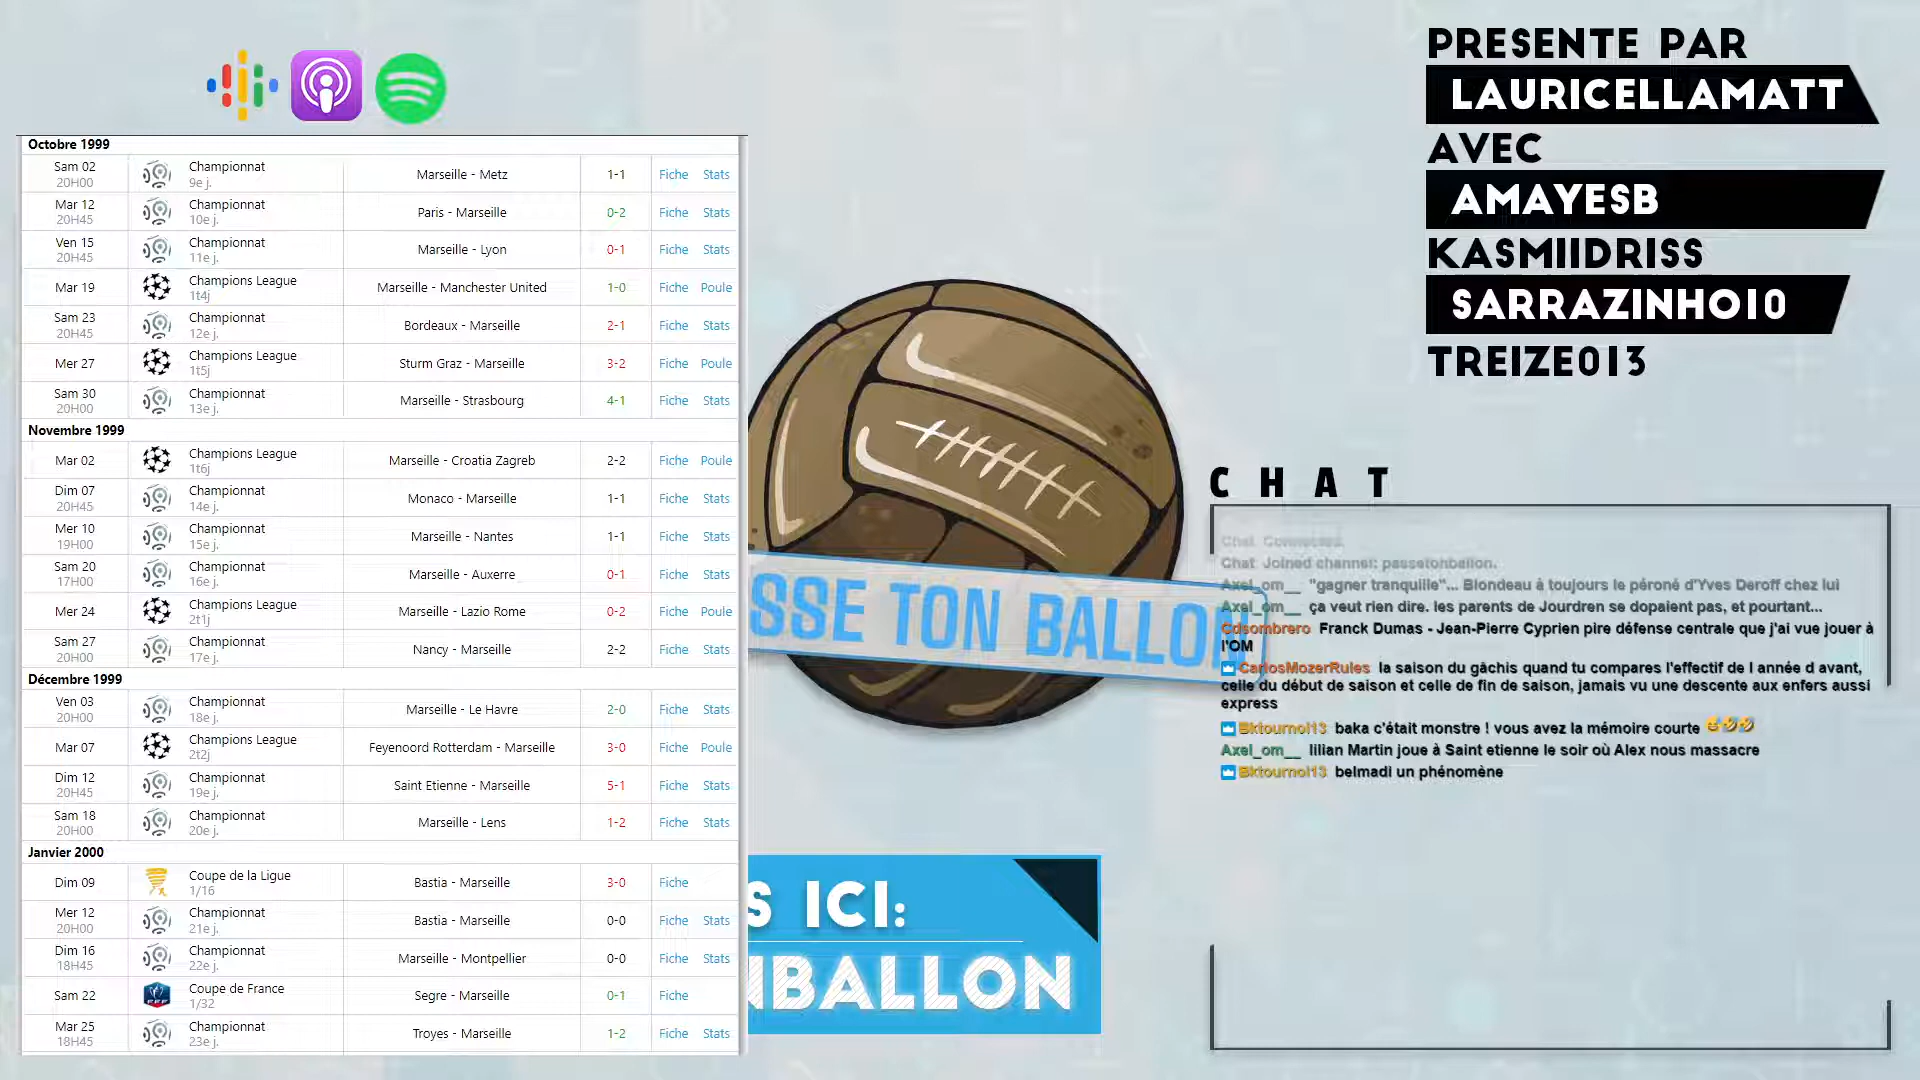 PRESENTE PAR
LAURICELLAMATT
AVEC
AMAYESB
KASMIIDRISS
SARRAZINHO10
TREIZE013
Octobre 1999
Sam 02 20H00 Championnat 9e j. Marseille - Metz 1-1 Fiche Stats
Mar 12 20H45 Championnat 10e j. Paris - Marseille 0-2 Fiche Stats
Ven 15 20H45 Championnat 11e j. Marseille - Lyon 0-1 Fiche Stats
Mar 19 Champions League 1t4j Marseille - Manchester United 1-0 Fiche Poule
Sam 23 20H45 Championnat 12e j. Bordeaux - Marseille 2-1 Fiche Stats
Mer 27 Champions League 1t5j Sturm Graz - Marseille 3-2 Fiche Poule
Sam 30 20H00 Championnat 13e j. Marseille - Strasbourg 4-1 Fiche Stats
Novembre 1999
Mar 02 Champions League 1t6j Marseille - Croatia Zagreb 2-2 Fiche Poule
Dim 07 20H45 Championnat 14e j. Monaco - Marseille 1-1 Fiche Stats
Mer 10 19H00 Championnat 15e j. Marseille - Nantes 1-1 Fiche Stats
Sam 20 17H00 Championnat 16e j. Marseille - Auxerre 0-1 Fiche Stats
Mer 24 Champions League 2t1j Marseille - Lazio Rome 0-2 Fiche Poule
Sam 27 20H00 Championnat 17e j. Nancy - Marseille 2-2 Fiche Stats
Décembre 1999
Ven 03 20H00 Championnat 18e j. Marseille - Le Havre 2-0 Fiche Stats
Mar 07 Champions League 2t2j Feyenoord Rotterdam - Marseille 3-0 Fiche Poule
Dim 12 20H45 Championnat 19e j. Saint Etienne - Marseille 5-1 Fiche Stats
Sam 18 20H00 Championnat 20e j. Marseille - Lens 1-2 Fiche Stats
Janvier 2000
Dim 09 Coupe de la Ligue 1/16 Bastia - Marseille 3-0 Fiche
Mer 12 20H00 Championnat 21e j. Bastia - Marseille 0-0 Fiche Stats
Dim 16 18H45 Championnat 22e j. Marseille - Montpellier 0-0 Fiche Stats
Sam 22 Coupe de France 1/32 Segre - Marseille 0-1 Fiche
Mar 25 18H45 Championnat 23e j. Troyes - Marseille 1-2 Fiche Stats
SSE TON BALLON
S ICI:
NBALLON
CHAT
Chat Connected.
Chat Joined channel: passetonballon.
Axel_om__ "gagner tranquille"... Blondeau à toujours le péroné d'Yves Deroff chez lui
Axel_om__ ça veut rien dire. les parents de Jourdren se dopaient pas, et pourtant...
Cdsombrero Franck Dumas - Jean-Pierre Cyprien pire défense centrale que j'ai vue jouer à
l'OM
CarlosMozerRules la saison du gâchis quand tu compares l'effectif de l année d avant,
celle du début de saison et celle de fin de saison, jamais vu une descente aux enfers aussi
express
Bktournol13 baka c'était monstre ! vous avez la mémoire courte 😅🤣🤣
Axel_om__ lilian Martin joue à Saint etienne le soir où Alex nous massacre
Bktournol13 belmadi un phénomène